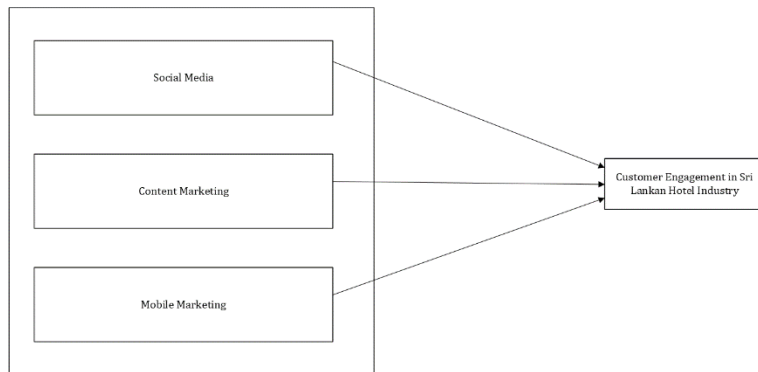 Social Media
Content Marketing
Mobile Marketing
Customer Engagement in Sri
Lankan Hotel Industry